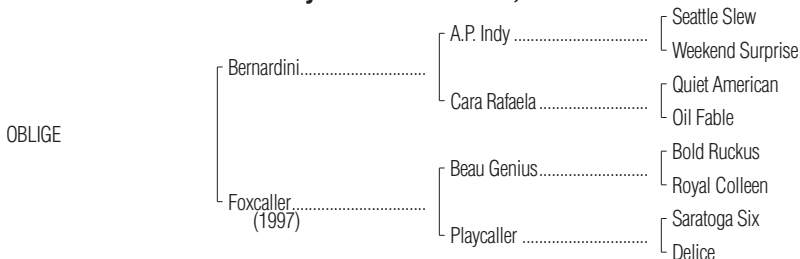 Seattle Slew
A.P. Indy ..................................
Weekend Surprise
Bernardini................................
Quiet American
Cara Rafaela ...........................
Oil Fable
OBLIGE
Bold Ruckus
Beau Genius...........................
Royal Colleen
Foxcaller..................................
(1997)
Saratoga Six
Playcaller ...............................
Delice